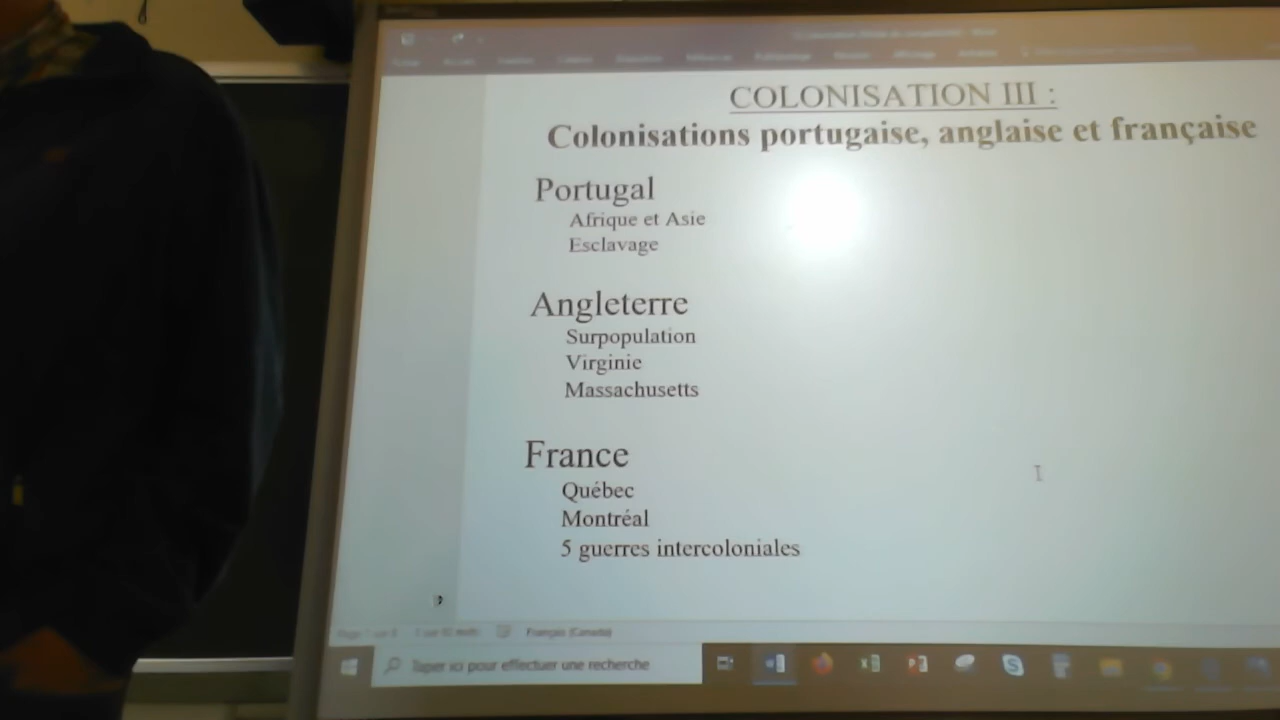 COLONISATION III :
Colonisations portugaise, anglaise et française
Portugal
Afrique et Asie
Esclavage
Angleterre
Surpopulation
Virginie
Massachusetts
France
Québec
Montréal
5 guerres intercoloniales
Français (Canada)
Taper ici pour effectuer une recherche